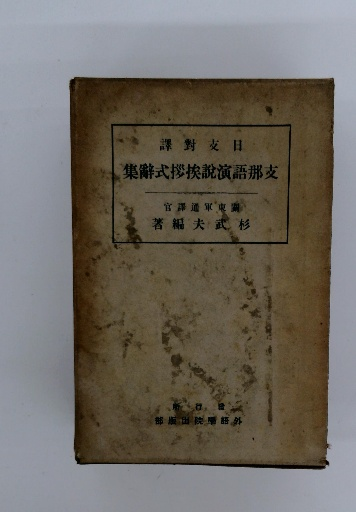 日支對譯
支那語演說挨拶式辭集
關東軍通譯官
杉武夫編著
發行所
外語學院出版部